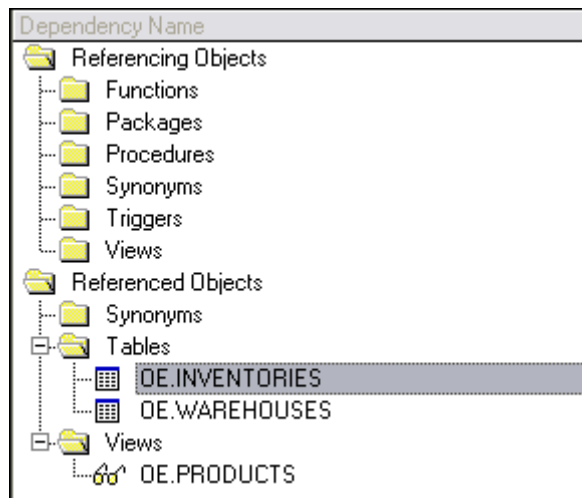 Dependency Name
Referencing Objects
Functions
Packages
Procedures
Synonyms
Triggers
Views
Referenced Objects
Synonyms
Tables
OE.INVENTORIES
OE.WAREHOUSES
Views
OE.PRODUCTS